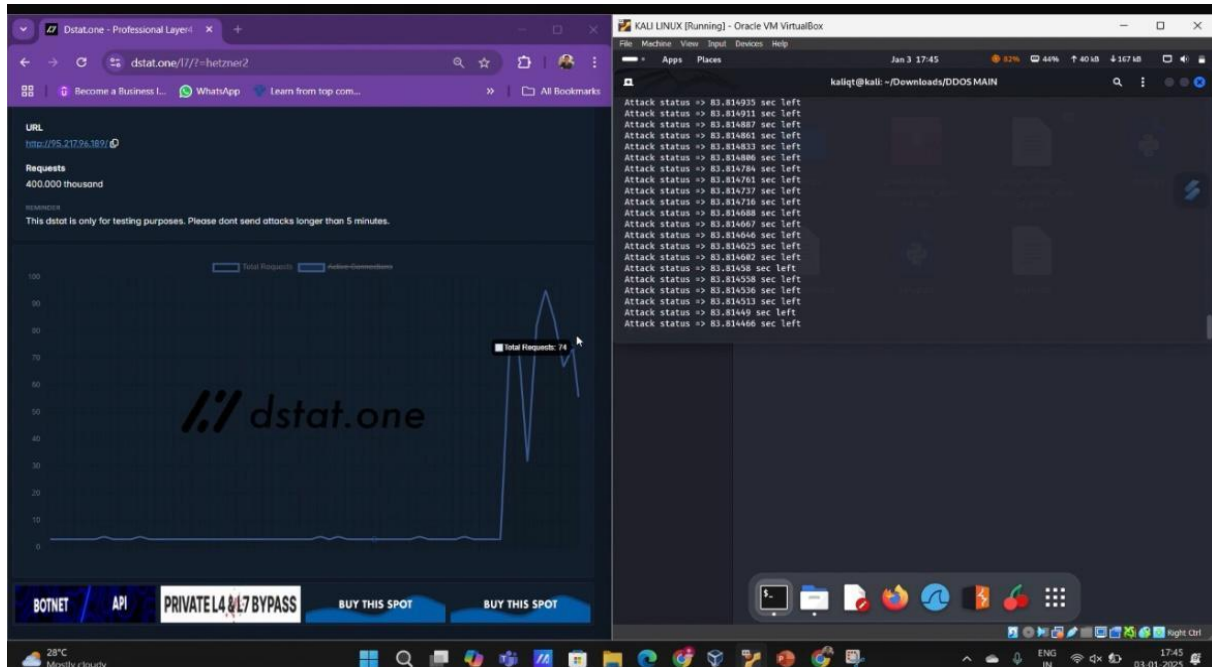 Dstat.one - Professional Layer4
dstat.one/l7/?=hetzner2
Become a Business I...
WhatsApp
Learn from top com...
»
All Bookmarks
URL
http://95.217.96.189/
Requests
400.000 thousand
REMINDER
This dstat is only for testing purposes. Please dont send attacks longer than 5 minutes.
Total Requests
Active Connections
100
90
80
70
60
50
40
30
20
10
0
Total Requests: 74
dstat.one
BOTNET / API
PRIVATE L4 & L7 BYPASS
BUY THIS SPOT
BUY THIS SPOT
KALI LINUX [Running] - Oracle VM VirtualBox
File Machine View Input Devices Help
Apps Places
Jan 3 17:45
82% 44% ↑ 40 kB ↓ 167 kB
kaliqt@kali: ~/Downloads/DDOS MAIN
Attack status => 83.814935 sec left
Attack status => 83.814911 sec left
Attack status => 83.814887 sec left
Attack status => 83.814861 sec left
Attack status => 83.814833 sec left
Attack status => 83.814806 sec left
Attack status => 83.814784 sec left
Attack status => 83.814761 sec left
Attack status => 83.814737 sec left
Attack status => 83.814716 sec left
Attack status => 83.814688 sec left
Attack status => 83.814667 sec left
Attack status => 83.814646 sec left
Attack status => 83.814625 sec left
Attack status => 83.814602 sec left
Attack status => 83.81458 sec left
Attack status => 83.814558 sec left
Attack status => 83.814536 sec left
Attack status => 83.814513 sec left
Attack status => 83.81449 sec left
Attack status => 83.814466 sec left
Right Ctrl
28°C
Mostly cloudy
ENG
IN
17:45
03-01-2025